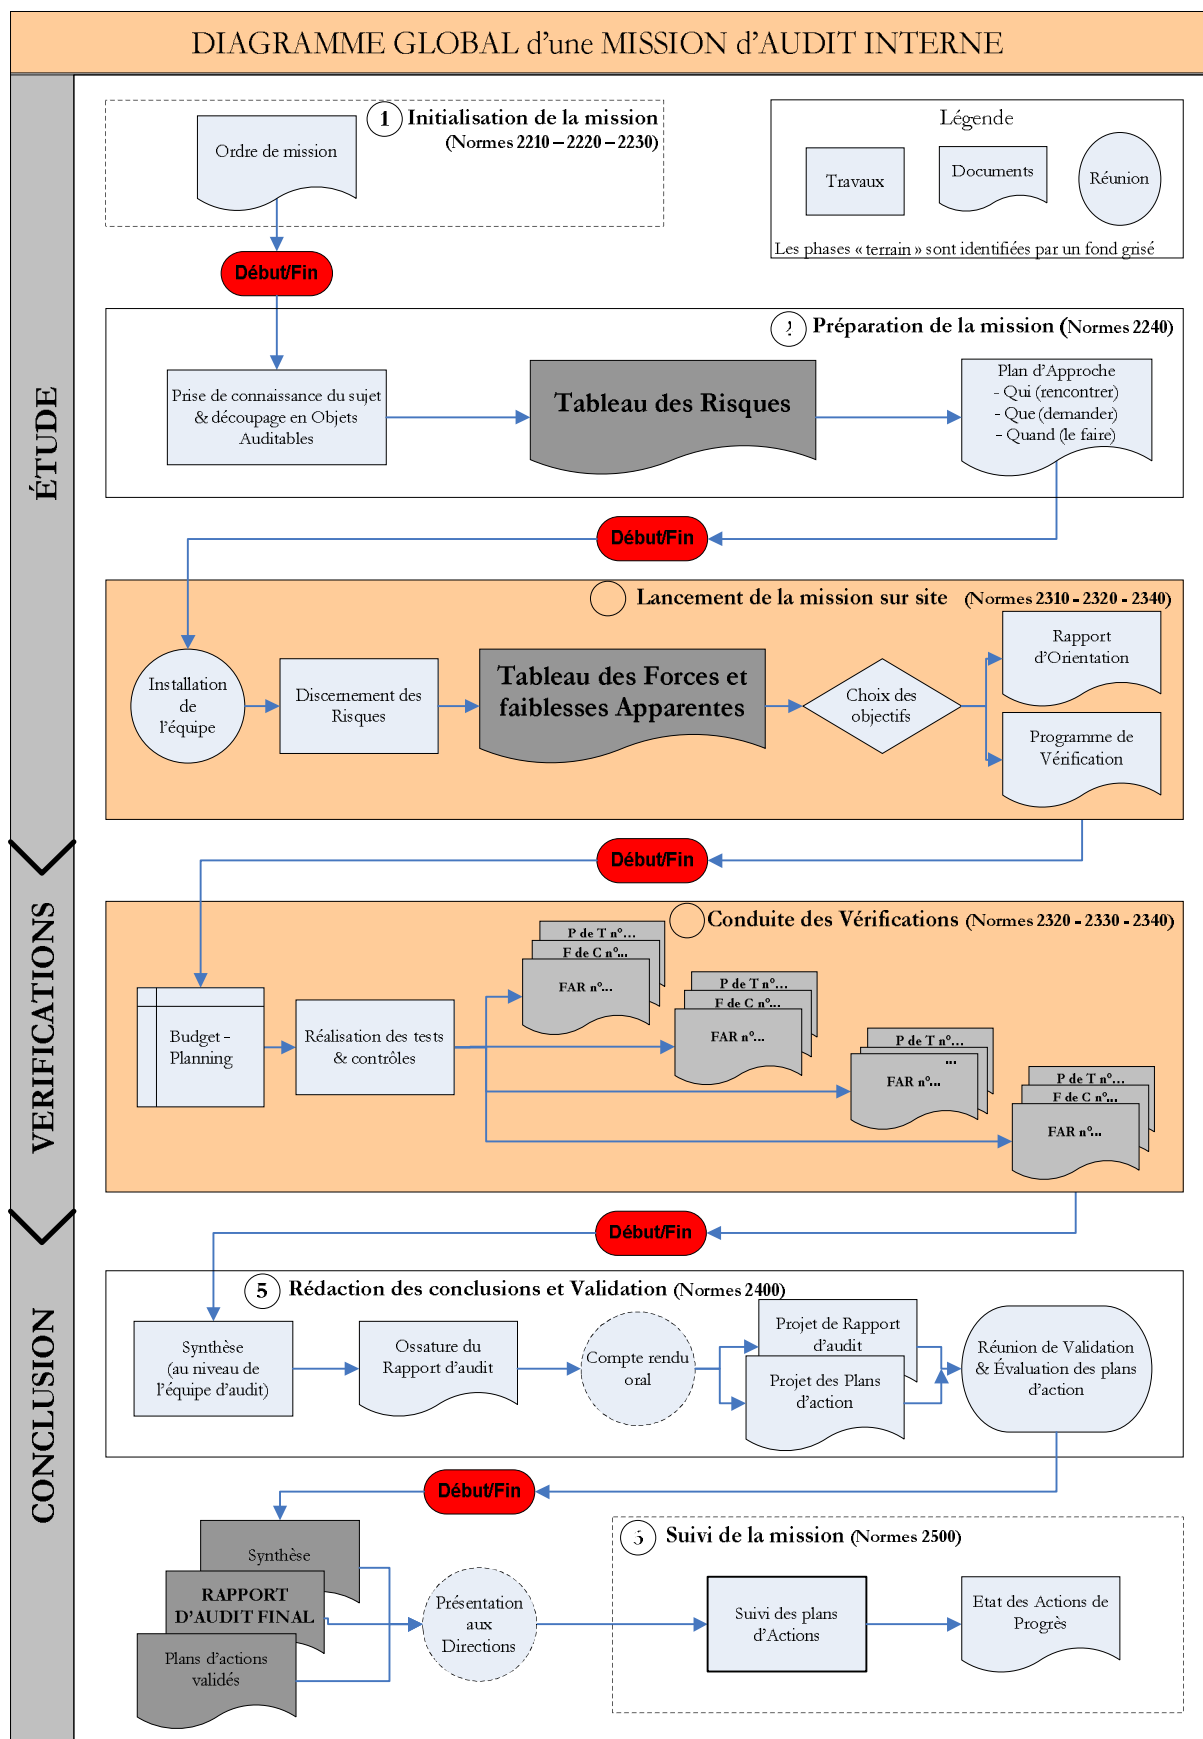 DIAGRAMME GLOBAL d'une MISSION d'AUDIT INTERNE
ÉTUDE
1 Initialisation de la mission
(Normes 2210 – 2220 – 2230)
Ordre de mission
Légende
Travaux
Documents
Réunion
Les phases « terrain » sont identifiées par un fond grisé
Début/Fin
Préparation de la mission (Normes 2240)
Prise de connaissance du sujet
& découpage en Objets
Auditables
Tableau des Risques
Plan d'Approche
- Qui (rencontrer)
- Que (demander)
- Quand (le faire)
Début/Fin
Lancement de la mission sur site (Normes 2310 - 2320 - 2340)
Installation
de
l'équipe
Discernement des
Risques
Tableau des Forces et
faiblesses Apparentes
Choix des
objectifs
Rapport
d'Orientation
Programme de
Vérification
Début/Fin
VERIFICATIONS
Conduite des Vérifications (Normes 2320 - 2330 - 2340)
Budget -
Planning
Réalisation des tests
& contrôles
P de T n°...
F de C n°...
FAR n°...
P de T n°...
F de C n°...
FAR n°...
P de T n°...
...
FAR n°...
P de T n°...
F de C n°...
FAR n°...
Début/Fin
CONCLUSION
5 Rédaction des conclusions et Validation (Normes 2400)
Synthèse
(au niveau de
l'équipe d'audit)
Ossature du
Rapport d'audit
Compte rendu
oral
Projet de Rapport
d'audit
Projet des Plans
d'action
Réunion de Validation
& Évaluation des plans
d'action
Début/Fin
Synthèse
RAPPORT
D'AUDIT FINAL
Plans d'actions
validés
Présentation
aux
Directions
Suivi de la mission (Normes 2500)
Suivi des plans
d'Actions
Etat des Actions de
Progrès